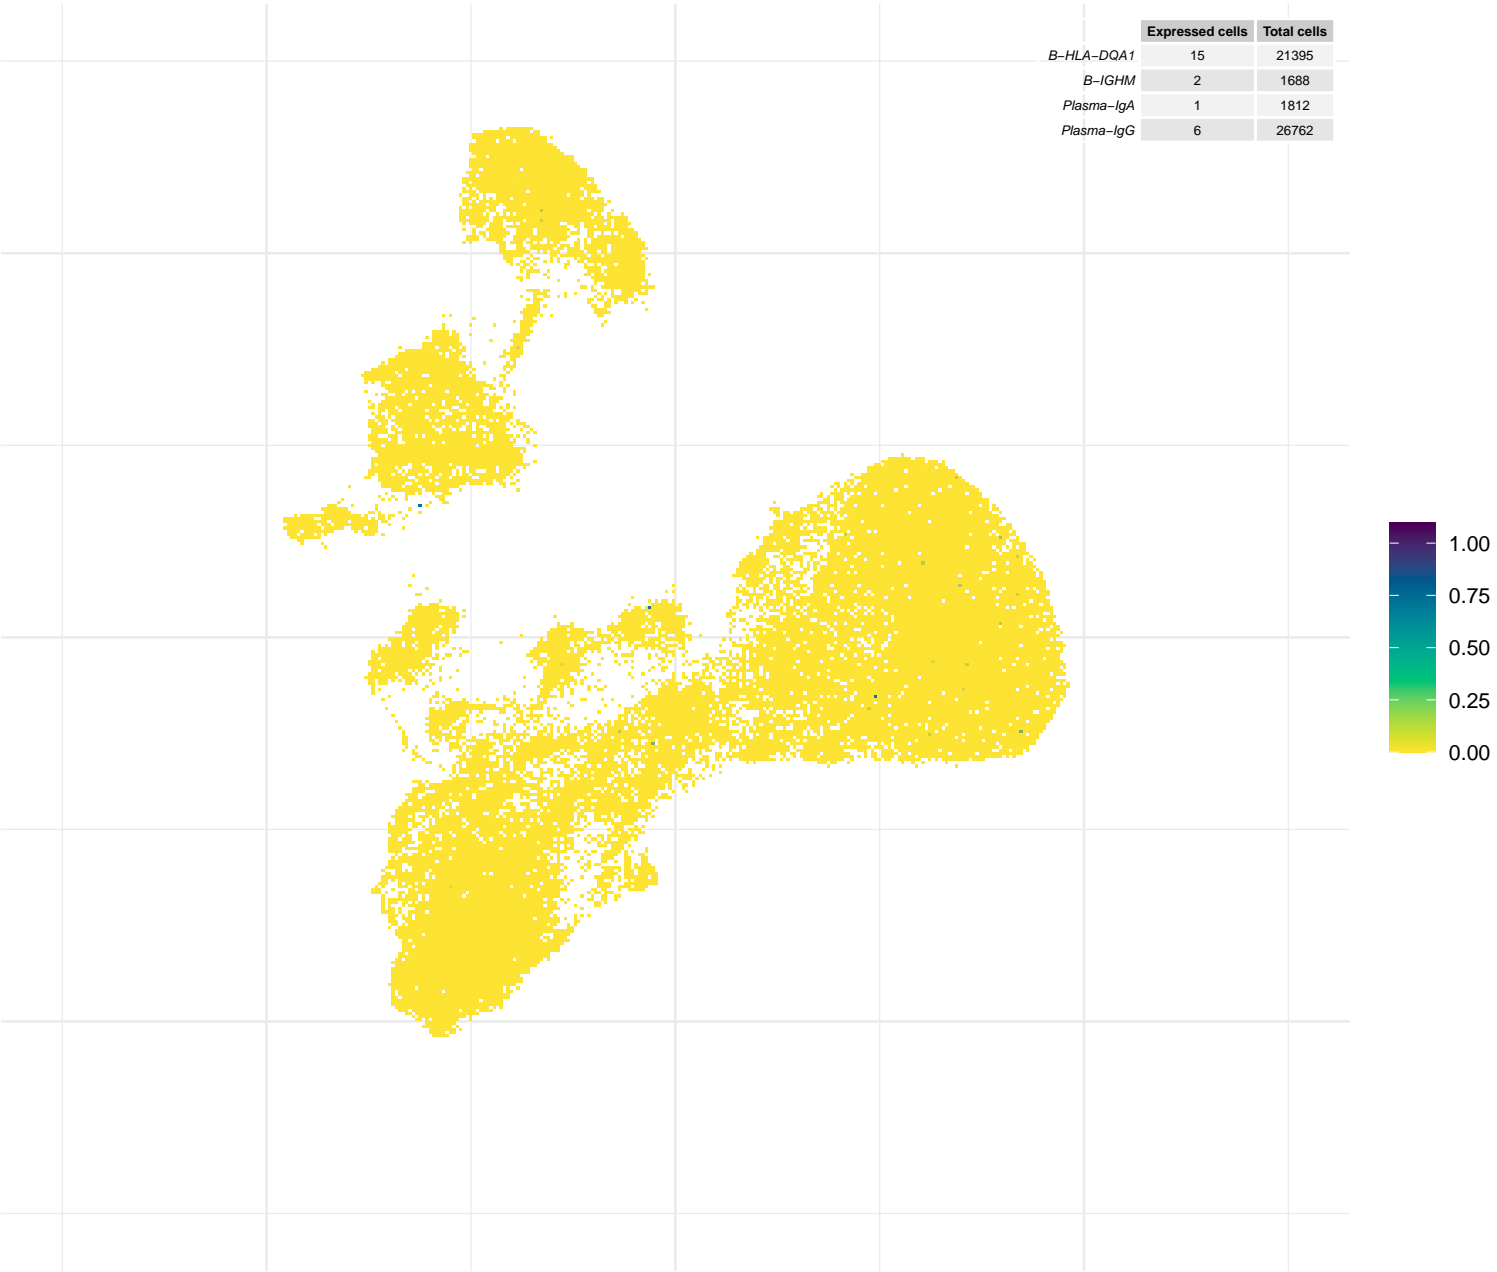 Expressed cells Total cells
B−HLA−DQA1 15 21395
B−IGHM 2 1688
Plasma−IgA 1 1812
Plasma−IgG 6 26762
1.00
0.75
0.50
0.25
0.00